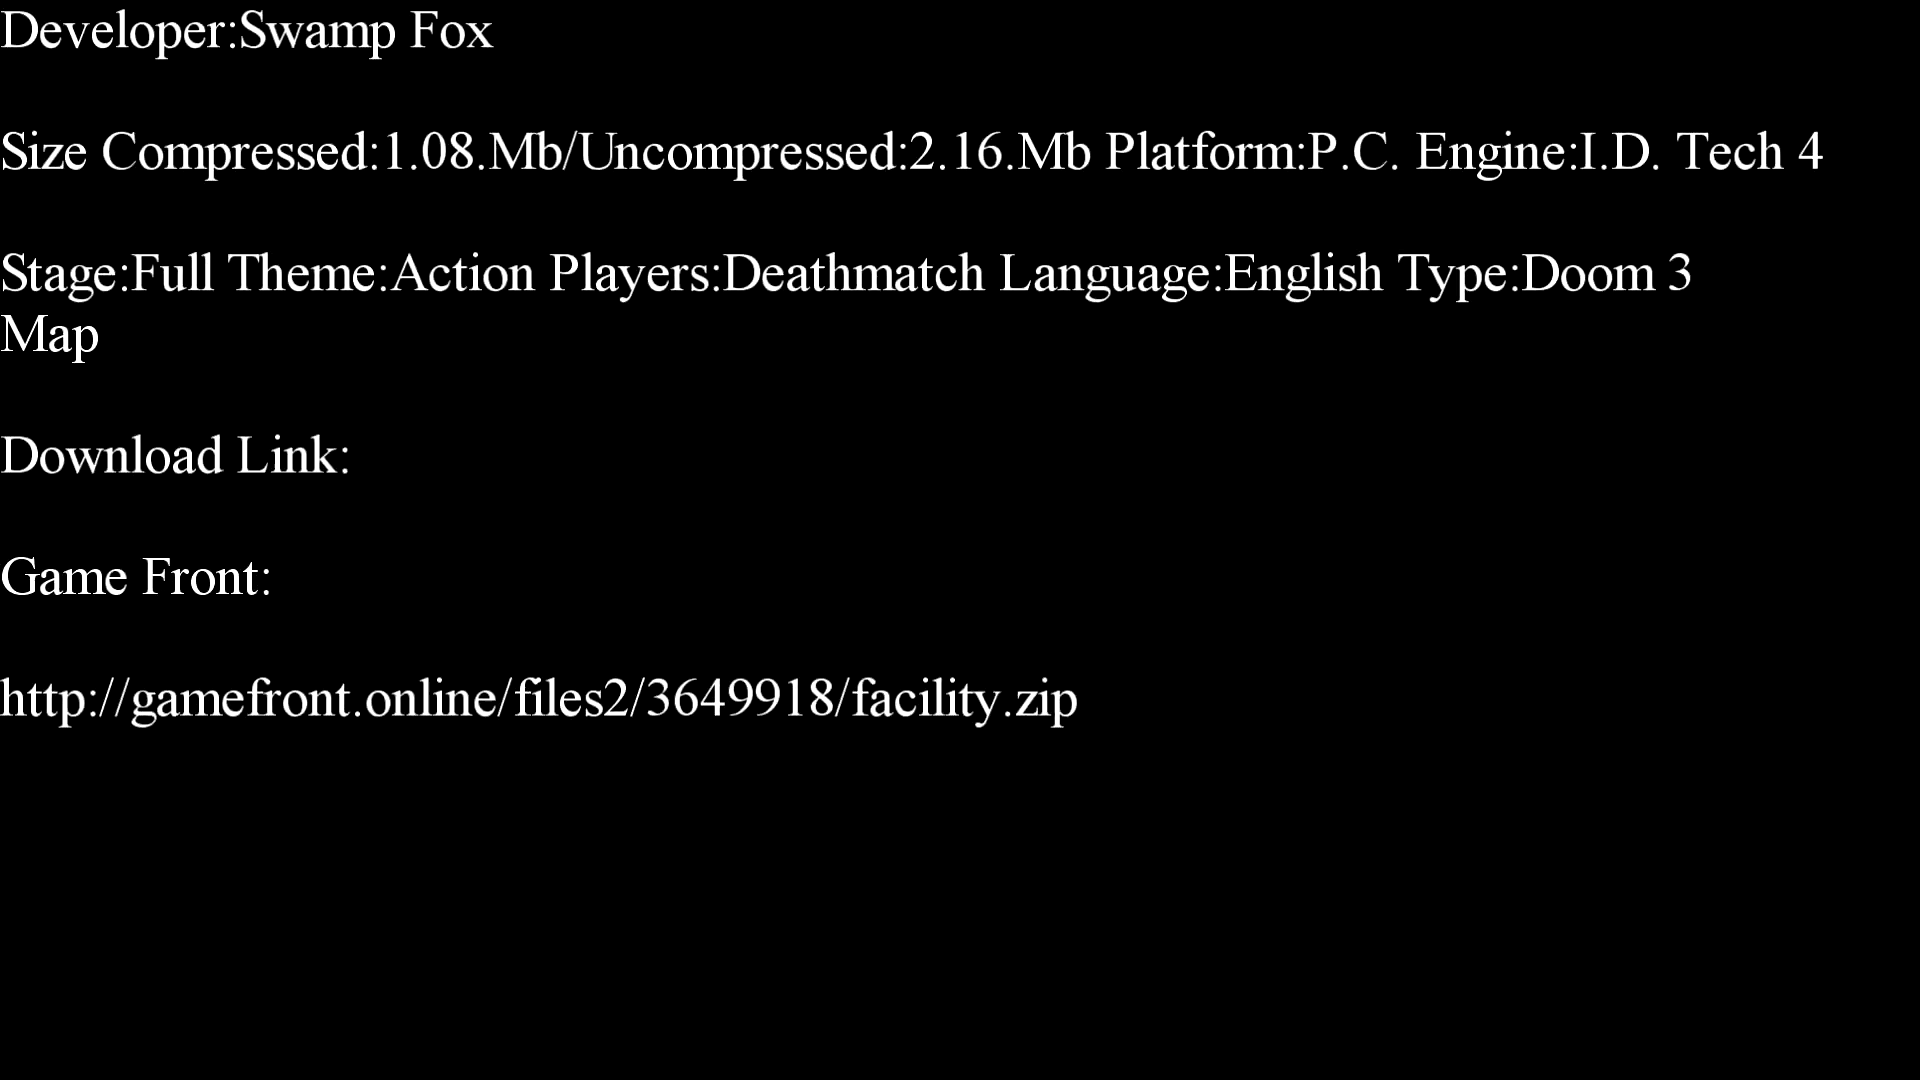 Developer:Swamp Fox
Size Compressed:1.08.Mb/Uncompressed:2.16.Mb Platform:P.C. Engine:I.D. Tech 4
Stage:Full Theme:Action Players:Deathmatch Language:English Type:Doom 3
Map
Download Link:
Game Front:
http://gamefront.online/files2/3649918/facility.zip